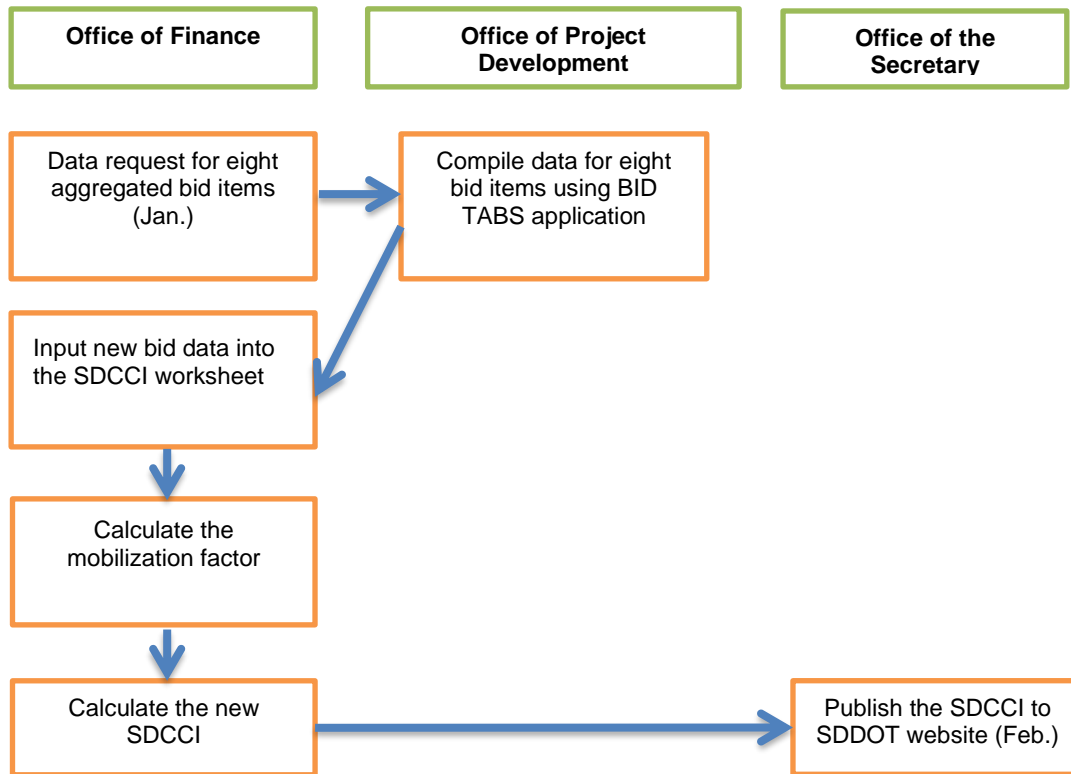 Office of Finance
Office of Project
Development
Office of the
Secretary
Data request for eight
aggregated bid items
(Jan.)
Compile data for eight
bid items using BID
TABS application
Input new bid data into
the SDCCI worksheet
Calculate the
mobilization factor
Calculate the new
SDCCI
Publish the SDCCI to
SDDOT website (Feb.)